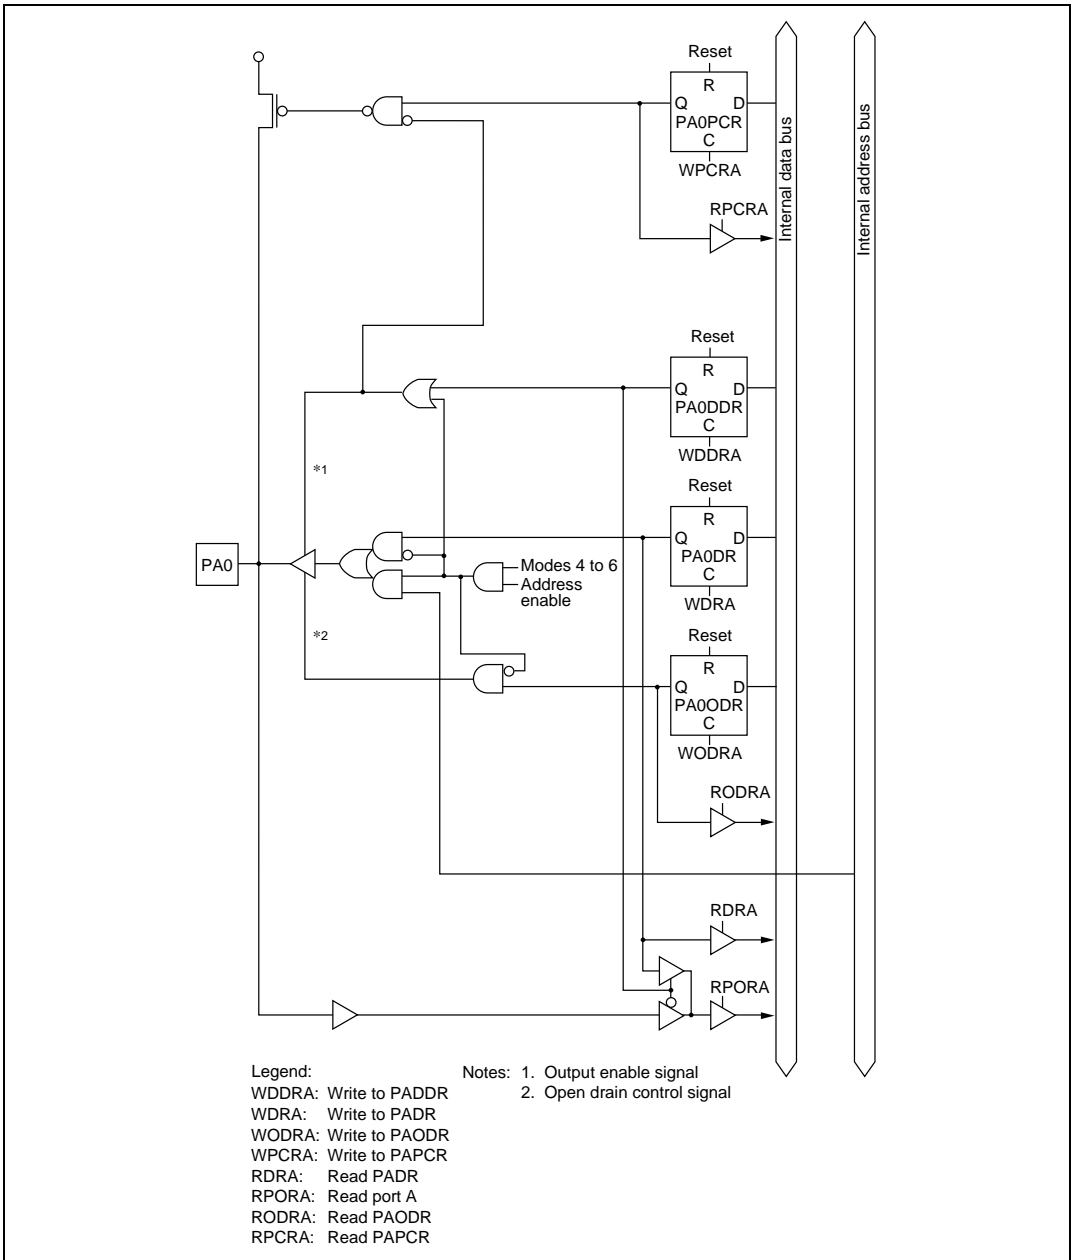 Reset
R
Q D
PA0PCR
C
WPCRA
RPCRA
Internal data bus
Internal address bus
Reset
R
Q D
PA0DDR
C
WDDRA
*1
Reset
R
Q D
PA0DR
C
WDRA
PA0
Modes 4 to 6
Address
enable
*2
Reset
R
Q D
PA0ODR
C
WODRA
RODRA
RDRA
RPORA
Legend:
WDDRA: Write to PADDR
WDRA: Write to PADR
WODRA: Write to PAODR
WPCRA: Write to PAPCR
RDRA: Read PADR
RPORA: Read port A
RODRA: Read PAODR
RPCRA: Read PAPCR
Notes: 1. Output enable signal
2. Open drain control signal